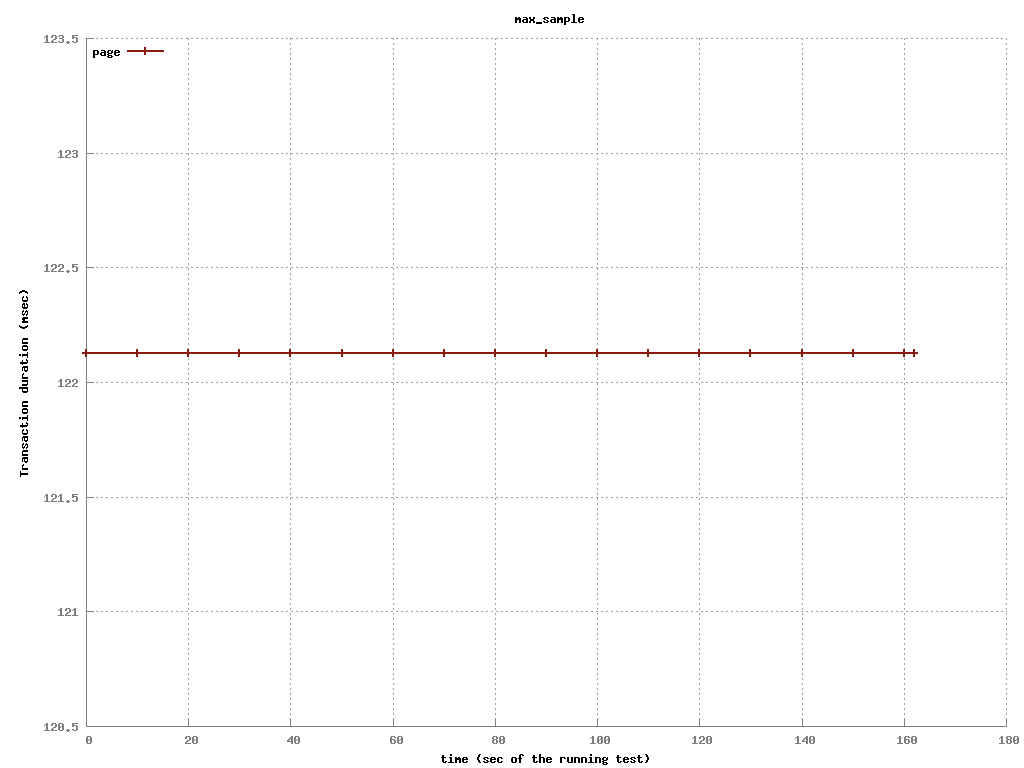 max_sample
123.5
page
123
122.5
Transaction duration (msec)
122
121.5
121
120.5
0 20 40 60 80 100 120 140 160 180
time (sec of the running test)